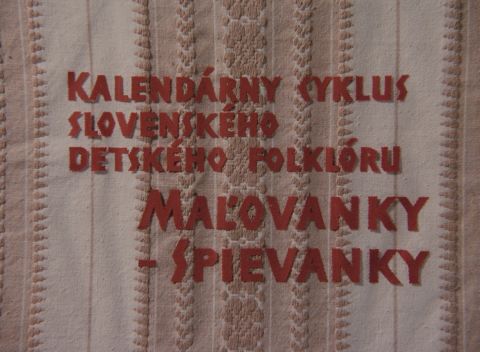 Kalendárny cyklus
slovenského
detského folklóru
Maľovanky
- Spievanky